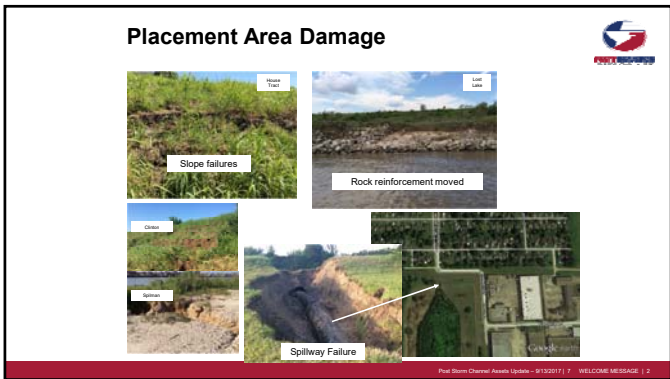 Placement Area Damage
House
Tract
Lost
Lake
Slope failures
Rock reinforcement moved
Clinton
Spilman
Spillway Failure
Google
Post Storm Channel Assets Update – 9/13/2017 | 7 WELCOME MESSAGE | 2